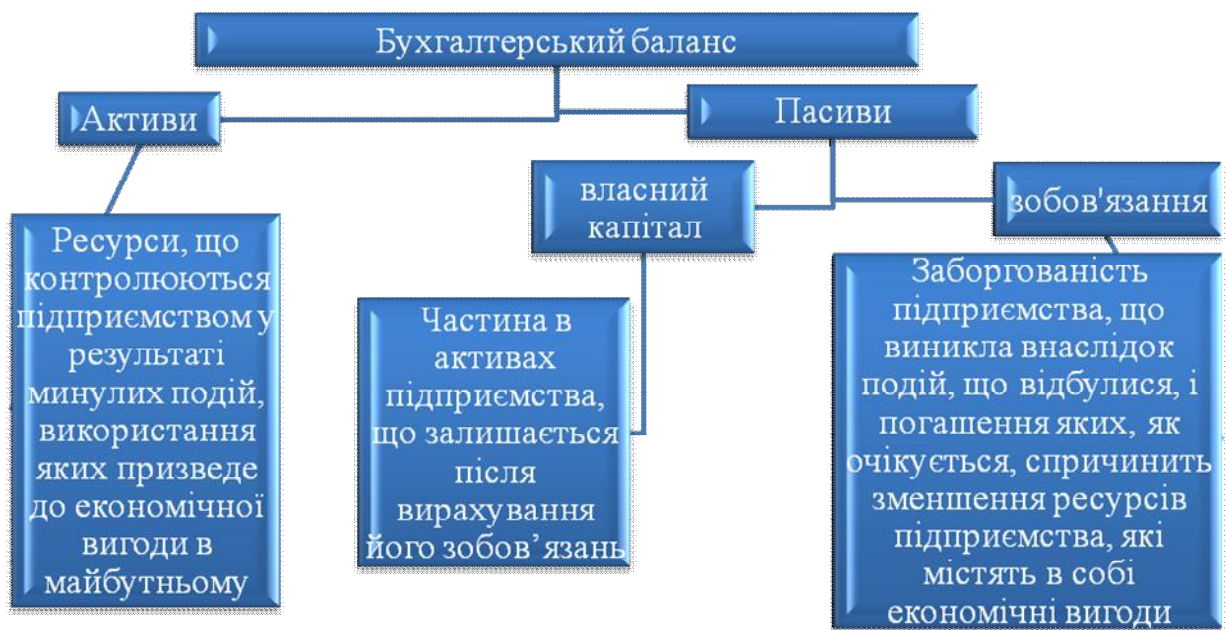 Бухгалтерський баланс
Активи
Пасиви
власний
капітал
зобов'язання
Ресурси, що
контролюються
підприємством у
результаті
минулих подій,
використання
яких призведе
до економічної
вигоди в
майбутньому
Частина в
активах
підприємства,
що залишається
після
вирахування
його зобов’язань
Заборгованість
підприємства, що
виникла внаслідок
подій, що відбулися, і
погашення яких, як
очікується, спричинить
зменшення ресурсів
підприємства, які
містять в собі
економічні вигоди